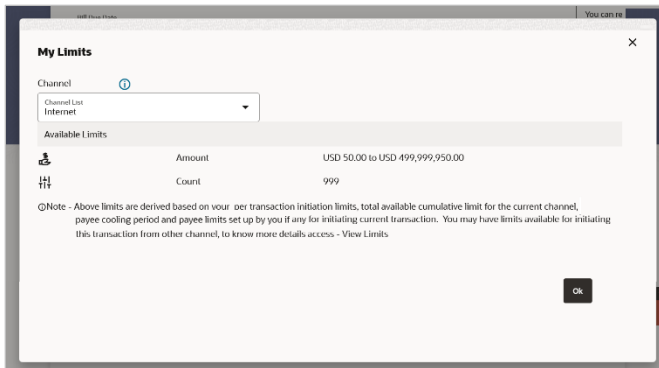 Bill Due Date
You can re
My Limits
Channel
Channel List
Internet
Available Limits
Amount USD 50.00 to USD 499,999,950.00
Count 999
Note - Above limits are derived based on your per transaction initiation limits, total available cumulative limit for the current channel,
payee cooling period and payee limits set up by you if any for initiating current transaction. You may have limits available for initiating
this transaction from other channel, to know more details access - View Limits
Ok